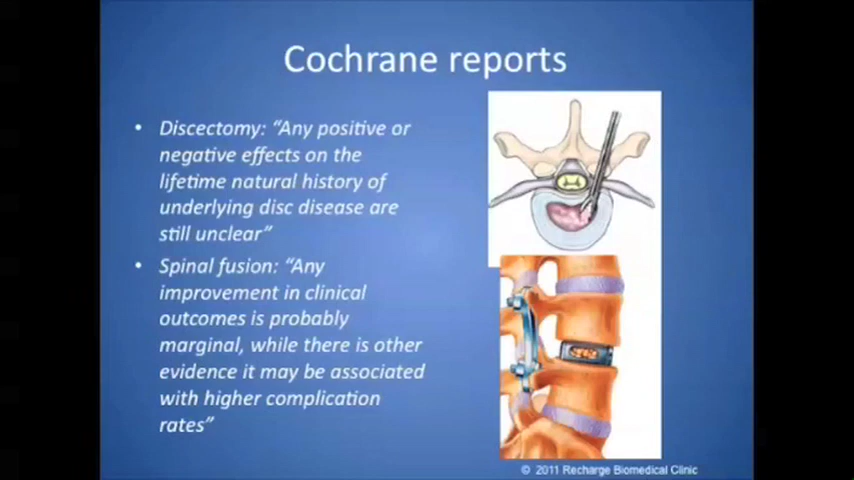 Cochrane reports
• Discectomy: “Any positive or
negative effects on the
lifetime natural history of
underlying disc disease are
still unclear”
• Spinal fusion: “Any
improvement in clinical
outcomes is probably
marginal, while there is other
evidence it may be associated
with higher complication
rates”
© 2011 Recharge Biomedical Clinic